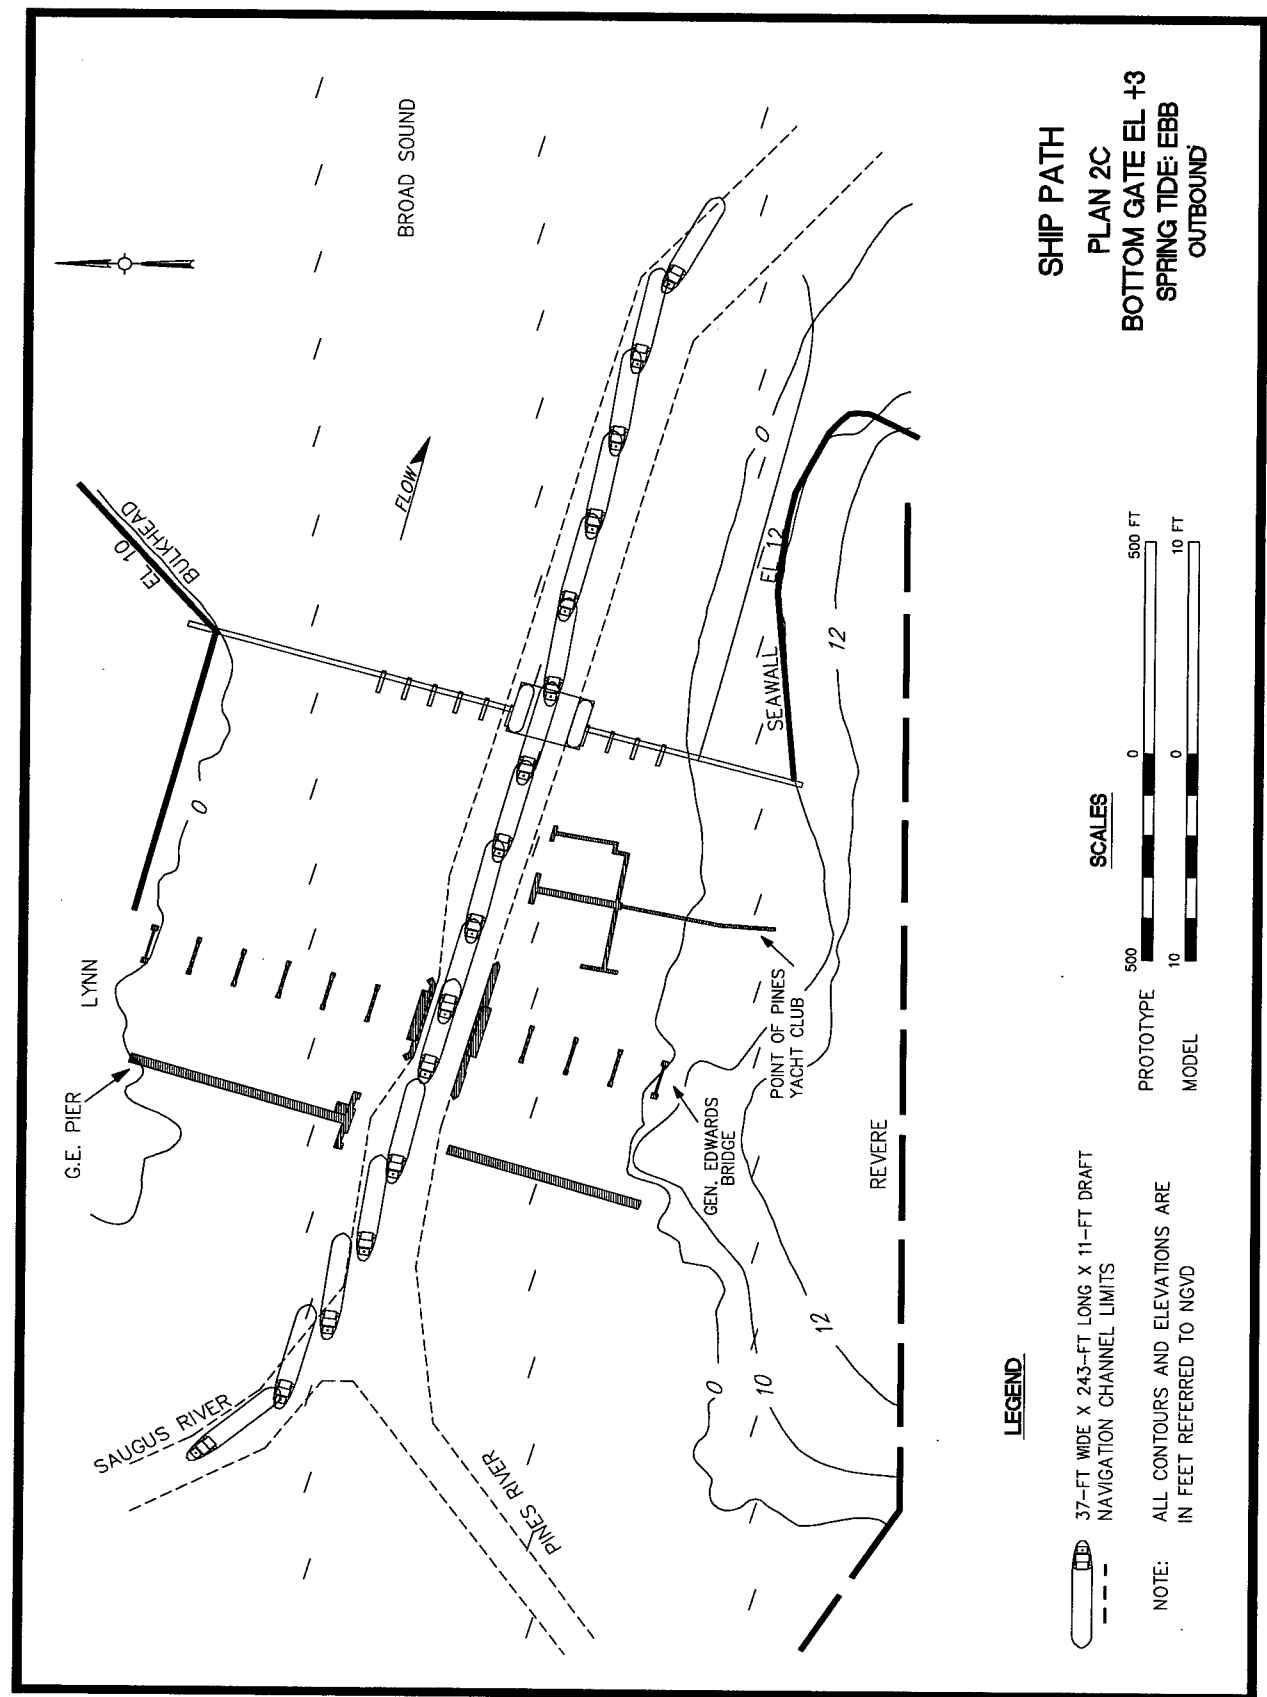 SHIP PATH
PLAN 2C
BOTTOM GATE EL +3
SPRING TIDE: EBB
OUTBOUND
BROAD SOUND
FLOW
EL 10
BULKHEAD
LYNN
G.E. PIER
SAUGUS RIVER
PINES RIVER
0
0
12
SEAWALL EL 12
POINT OF PINES
YACHT CLUB
GEN. EDWARDS
BRIDGE
REVERE
0
10
12
LEGEND
37-FT WIDE X 243-FT LONG X 11-FT DRAFT
NAVIGATION CHANNEL LIMITS
NOTE: ALL CONTOURS AND ELEVATIONS ARE
IN FEET REFERRED TO NGVD
SCALES
PROTOTYPE 500 0 500 FT
MODEL 10 0 10 FT